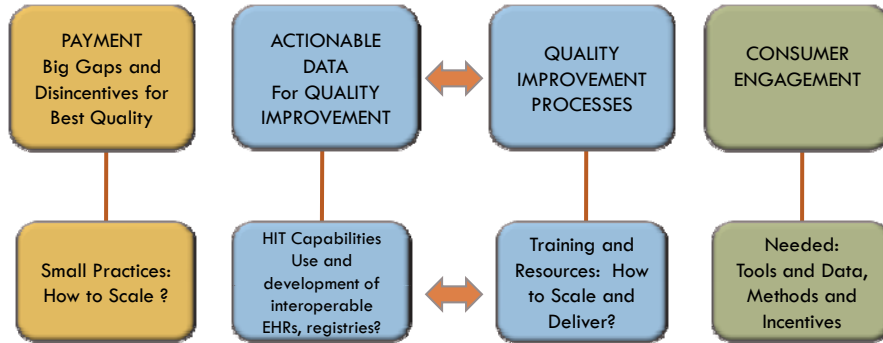 PAYMENT
Big Gaps and
Disincentives for
Best Quality
ACTIONABLE
DATA
For QUALITY
IMPROVEMENT
QUALITY
IMPROVEMENT
PROCESSES
CONSUMER
ENGAGEMENT
Small Practices:
How to Scale ?
HIT Capabilities
Use and
development of
interoperable
EHRs, registries?
Training and
Resources: How
to Scale and
Deliver?
Needed:
Tools and Data,
Methods and
Incentives